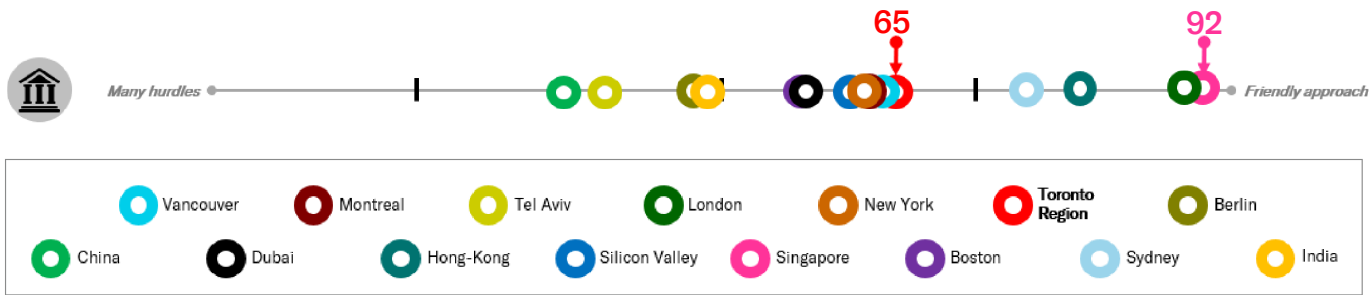 65
92
Many hurdles
Friendly approach
Vancouver
Montreal
Tel Aviv
London
New York
Toronto
Region
Berlin
China
Dubai
Hong-Kong
Silicon Valley
Singapore
Boston
Sydney
India